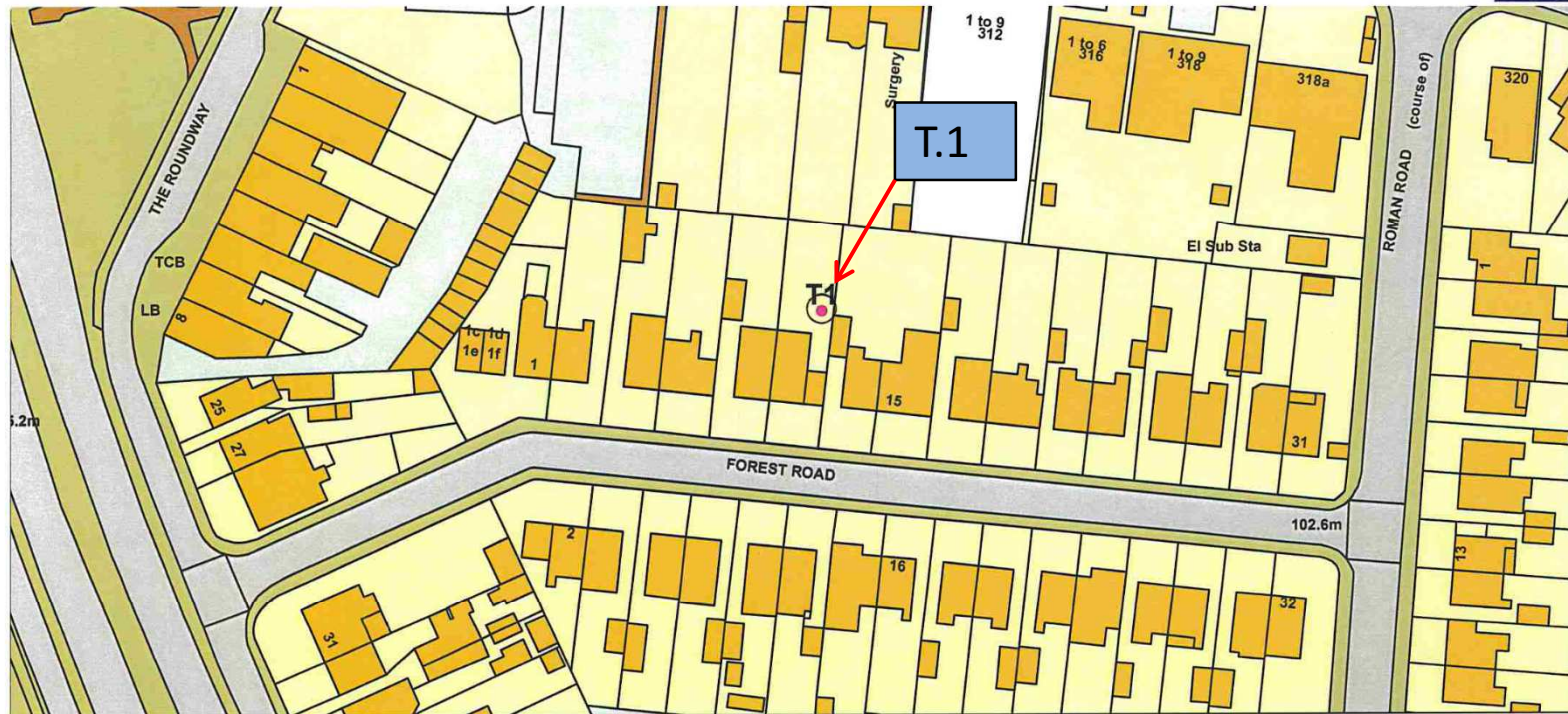 1 to 9
312
1 to 6
316
1 to 9
318
318a
320
Surgery
(course of)
ROMAN ROAD
1
THE ROUNDWAY
T.1
TCB
LB
8
El Sub Sta
1
T1
1c 1d
1e 1f
1
15
25
27
31
FOREST ROAD
102.6m
2
16
13
32
31